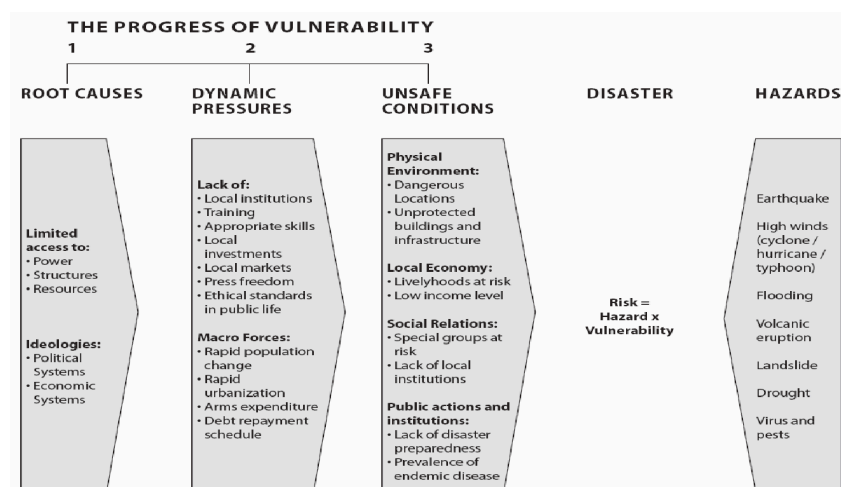 THE PROGRESS OF VULNERABILITY
1 2 3
ROOT CAUSES
Limited
access to:
• Power
• Structures
• Resources
Ideologies:
• Political
Systems
• Economic
Systems
DYNAMIC
PRESSURES
Lack of:
• Local institutions
• Training
• Appropriate skills
• Local
investments
• Local markets
• Press freedom
• Ethical standards
in public life
Macro Forces:
• Rapid population
change
• Rapid
urbanization
• Arms expenditure
• Debt repayment
schedule
UNSAFE
CONDITIONS
Physical
Environment:
• Dangerous
Locations
• Unprotected
buildings and
infrastructure
Local Economy:
• Livelyhoods at risk
• Low income level
Social Relations:
• Special groups at
risk
• Lack of local
institutions
Public actions and
institutions:
• Lack of disaster
preparedness
• Prevalence of
endemic disease
DISASTER
Risk =
Hazard x
Vulnerability
HAZARDS
Earthquake
High winds
(cyclone /
hurricane /
typhoon)
Flooding
Volcanic
eruption
Landslide
Drought
Virus and
pests